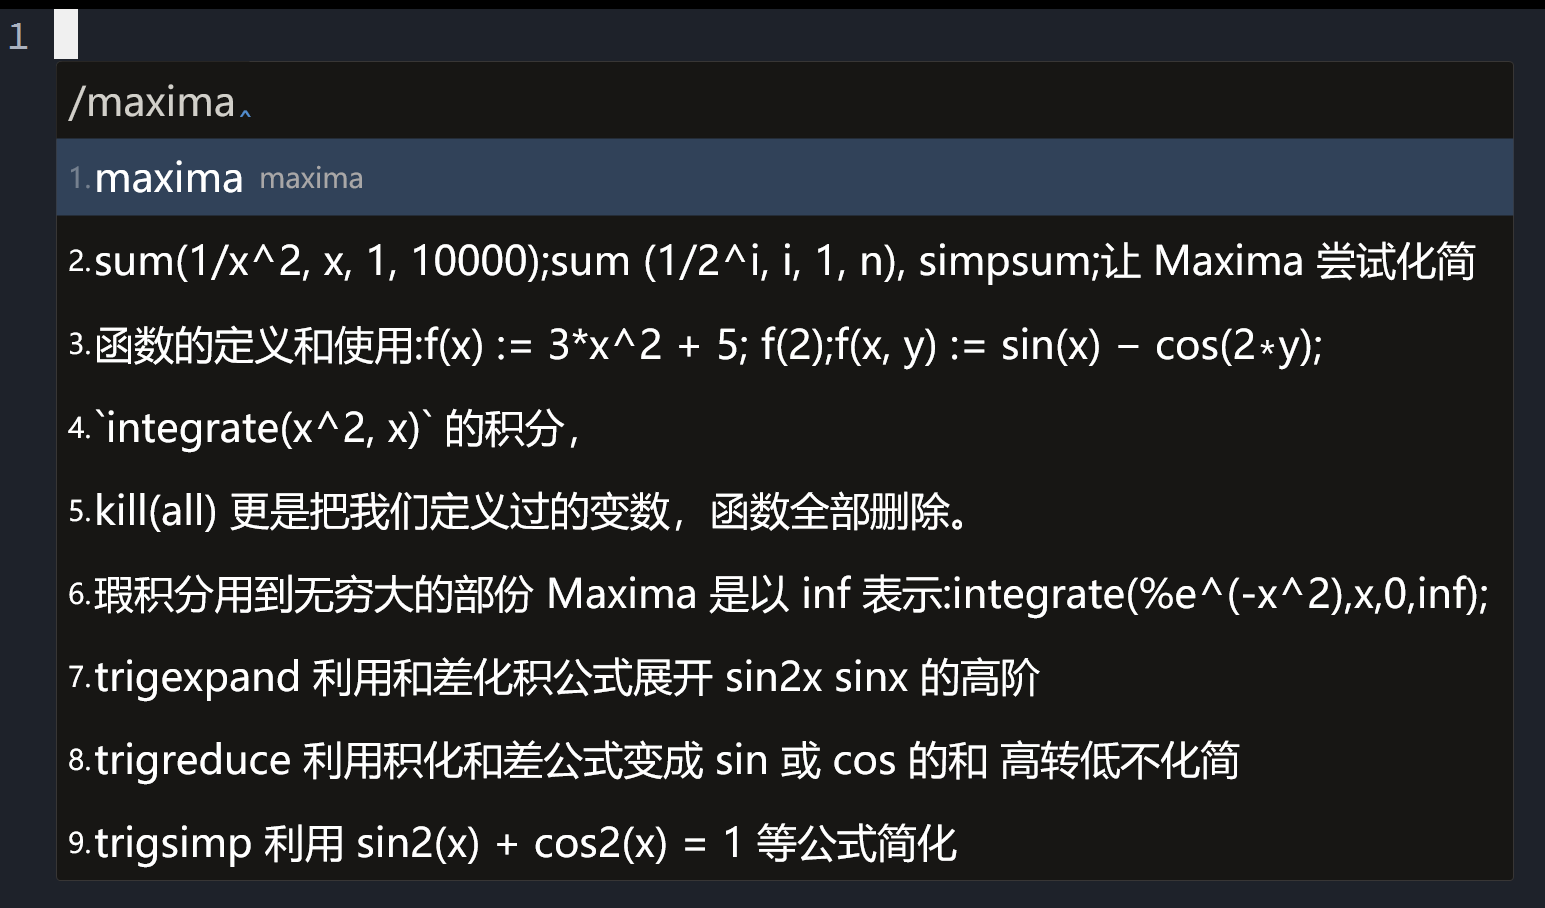 1
/maxima‸
1.maxima maxima
2.sum(1/x^2, x, 1, 10000);sum (1/2^i, i, 1, n), simpsum;让 Maxima 尝试化简
3.函数的定义和使用:f(x) := 3*x^2 + 5; f(2);f(x, y) := sin(x) − cos(2*y);
4.`integrate(x^2, x)` 的积分，
5.kill(all) 更是把我们定义过的变数，函数全部删除。
6.瑕积分用到无穷大的部份 Maxima 是以 inf 表示:integrate(%e^(-x^2),x,0,inf);
7.trigexpand 利用和差化积公式展开 sin2x sinx 的高阶
8.trigreduce 利用积化和差公式变成 sin 或 cos 的和 高转低不化简
9.trigsimp 利用 sin2(x) + cos2(x) = 1 等公式简化